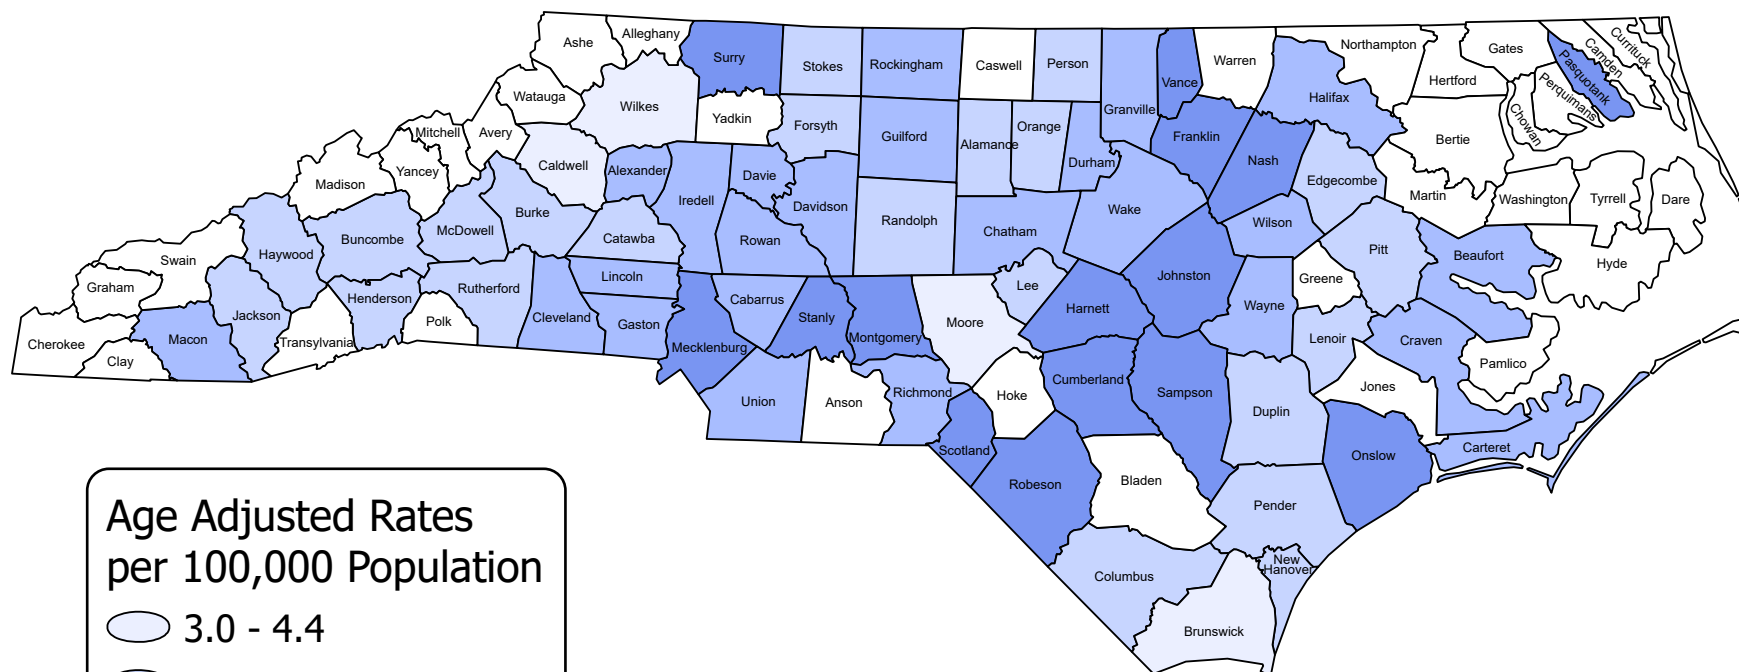 Ashe
Alleghany
Surry
Stokes
Rockingham
Caswell
Person
Granville
Vance
Warren
Northampton
Hertford
Gates
Currituck
Camden
Pasquotank
Perquimans
Chowan
Watauga
Wilkes
Yadkin
Forsyth
Guilford
Alamance
Orange
Durham
Franklin
Halifax
Nash
Edgecombe
Bertie
Martin
Washington
Tyrrell
Dare
Mitchell
Avery
Yancey
Madison
Caldwell
Alexander
Iredell
Davie
Davidson
Randolph
Chatham
Wake
Wilson
Pitt
Beaufort
Hyde
Burke
McDowell
Buncombe
Haywood
Swain
Catawba
Rowan
Lincoln
Lee
Johnston
Greene
Graham
Jackson
Henderson
Rutherford
Cleveland
Gaston
Cabarrus
Stanly
Montgomery
Moore
Harnett
Wayne
Lenoir
Craven
Pamlico
Cherokee
Clay
Macon
Transylvania
Polk
Mecklenburg
Union
Anson
Richmond
Hoke
Cumberland
Sampson
Duplin
Jones
Carteret
Scotland
Robeson
Bladen
Pender
Onslow
Columbus
New
Hanover
Brunswick
Age Adjusted Rates
per 100,000 Population
3.0 - 4.4